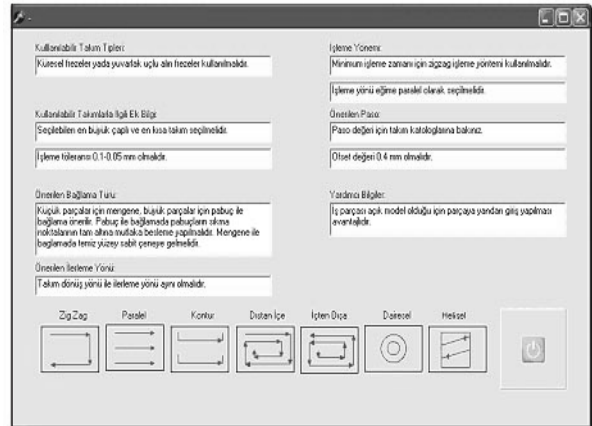 Kullanılabilir Takım Tipleri:
Küresel frezeler yada yuvarlak uçlu alın frezeler kullanılmalıdır.
Kullanılabilir Takımlarla İlgili Ek Bilgi:
Seçilebilen en büyük çaplı ve en kısa takım seçilmelidir.
İşleme töleransı 0.1-0.05 mm olmalıdır.
Önerilen Bağlama Türü:
Küçük parçalar için mengene, büyük parçalar için pabuç ile
bağlama önerilir. Pabuç ile bağlamada pabuçların sıkma
noktalarının tam altına mutlaka besleme yapılmalıdır. Mengene ile
baglamada temiz yüzey sabit çeneye gelmelidir.
Önerilen İlerleme Yönü:
Takım dönüş yönü ile ilerleme yönü aynı olmalıdır.
İşleme Yönemi:
Minimum işleme zamanı için zigzag işleme yöntemi kullanılmalıdır.
İşleme yönü eğime paralel olarak seçilmelidir.
Önerilen Paso:
Paso değeri için takım katologlarına bakınız.
Ofset değeri 0.4 mm olmalıdır.
Yardımcı Bilgiler:
İş parçası açık model olduğu için parçaya yandan giriş yapılması
avantajlıdır.
Zig Zag Paralel Kontur Dıstan İçe İçten Dışa Dairesel Helisel